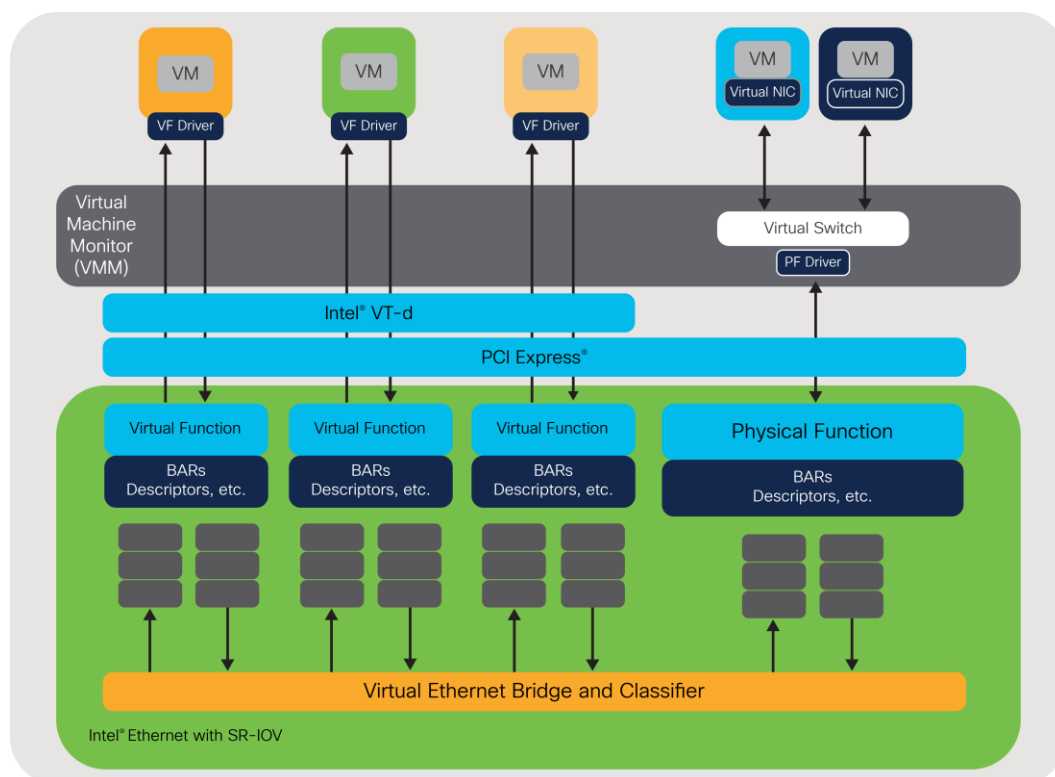 VM
VM
VM
VM
VM
Virtual NIC
Virtual NIC
VF Driver
VF Driver
VF Driver
Virtual
Machine
Monitor
(VMM)
Virtual Switch
PF Driver
Intel® VT-d
PCI Express®
Virtual Function
Virtual Function
Virtual Function
Physical Function
BARs
Descriptors, etc.
BARs
Descriptors, etc.
BARs
Descriptors, etc.
BARs
Descriptors, etc.
Virtual Ethernet Bridge and Classifier
Intel® Ethernet with SR-IOV